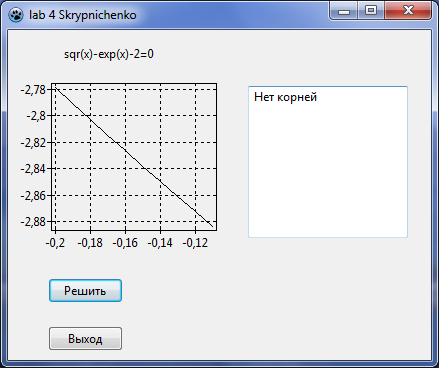 lab 4 Skrypnichenko
sqr(x)-exp(x)-2=0
-2,78
-2,8
-2,82
-2,84
-2,86
-2,88
-0,2 -0,18 -0,16 -0,14 -0,12
Нет корней
Решить
Выход